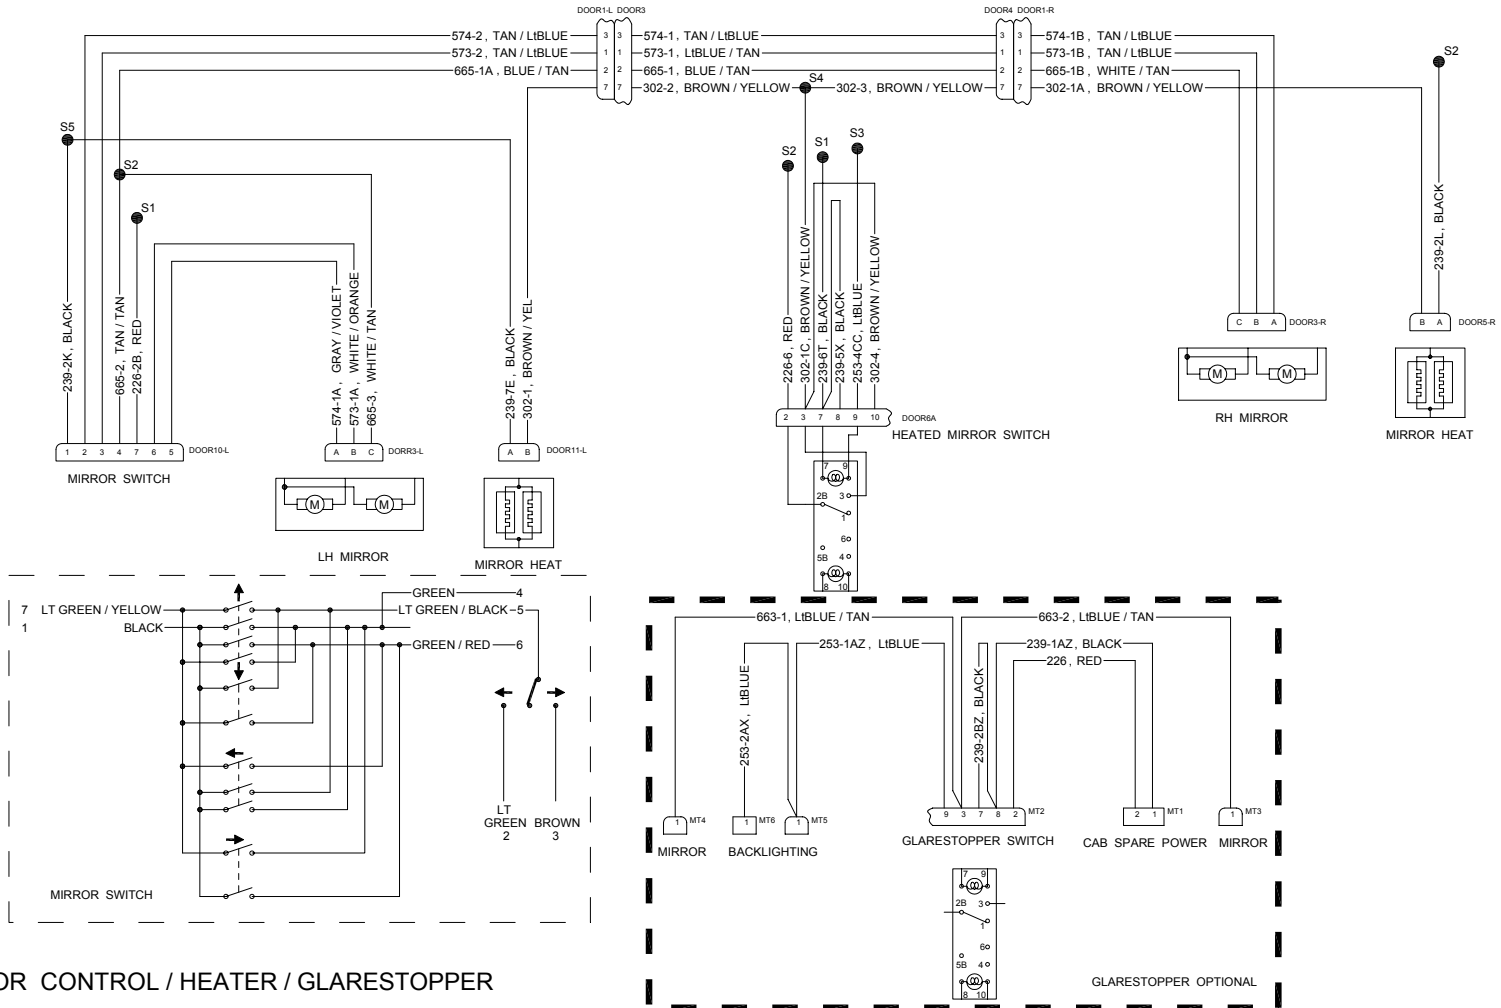 DOOR1-L DOOR3
DOOR4 DOOR1-R
574-2, TAN / LtBLUE 3 3 574-1, TAN / LtBLUE 3 3 574-1B, TAN / LtBLUE
573-2, TAN / LtBLUE 1 1 573-1, LtBLUE / TAN 1 1 573-1B, TAN / LtBLUE
665-1A, BLUE / TAN 2 2 665-1, BLUE / TAN 2 2 665-1B, WHITE / TAN
7 7 302-2, BROWN / YELLOW S4 302-3, BROWN / YELLOW 7 7 302-1A, BROWN / YELLOW
S2
S5
S2
S1
S2
S1
S3
239-2K, BLACK
665-2, TAN / TAN
226-2B, RED
574-1A, GRAY / VIOLET
573-1A, WHITE / ORANGE
665-3, WHITE / TAN
239-7E, BLACK
302-1, BROWN / YEL
226-6, RED
302-1C, BROWN / YELLOW
239-6T, BLACK
239-5X, BLACK
253-4CC, LtBLUE
302-4, BROWN / YELLOW
239-2L, BLACK
1 2 3 4 7 6 5 DOOR10-L
MIRROR SWITCH
A B C DORR3-L
M M
LH MIRROR
A B DOOR11-L
MIRROR HEAT
2 3 7 8 9 10 DOOR6A
HEATED MIRROR SWITCH
7 9
2B 3
1
6
5B 4
8 10
C B A DOOR3-R
M M
RH MIRROR
B A DOOR5-R
MIRROR HEAT
GREEN 4
7 LT GREEN / YELLOW
LT GREEN / BLACK 5
1 BLACK
GREEN / RED 6
LT
GREEN
2
BROWN
3
MIRROR SWITCH
663-1, LtBLUE / TAN
663-2, LtBLUE / TAN
253-1AZ, LtBLUE
239-1AZ, BLACK
226, RED
253-2AX, LtBLUE
239-2BZ, BLACK
1 MT4
MIRROR
1 MT6
1 MT5
BACKLIGHTING
9 3 7 8 2 MT2
GLARESTOPPER SWITCH
2 1 MT1
CAB SPARE POWER
1 MT3
MIRROR
7 9
2B 3
1
6
5B 4
8 10
GLARESTOPPER OPTIONAL
OR CONTROL / HEATER / GLARESTOPPER